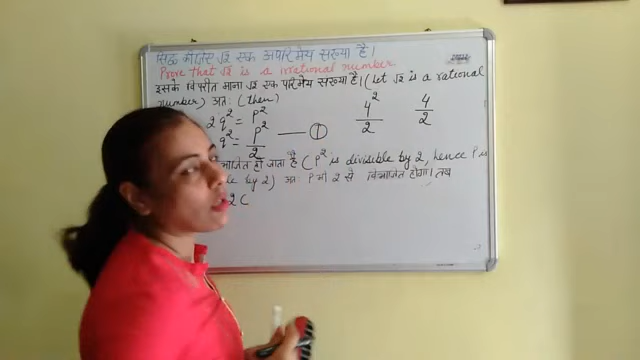 सिद्ध कीजिए √2 एक अपरिमेय संख्या है।
Prove that √2 is a irrational number
इसके विपरीत माना √2 एक परिमेय संख्या है। (Let √2 is a rational
number) अतः (then)
2q² = P²
q² = P²/2 —— ①
4²/2
4/2
विभाजित हो जाता है (P² is divisible by 2, hence P is
by 2) अतः P भी 2 से विभाजित होगा। तब
2C